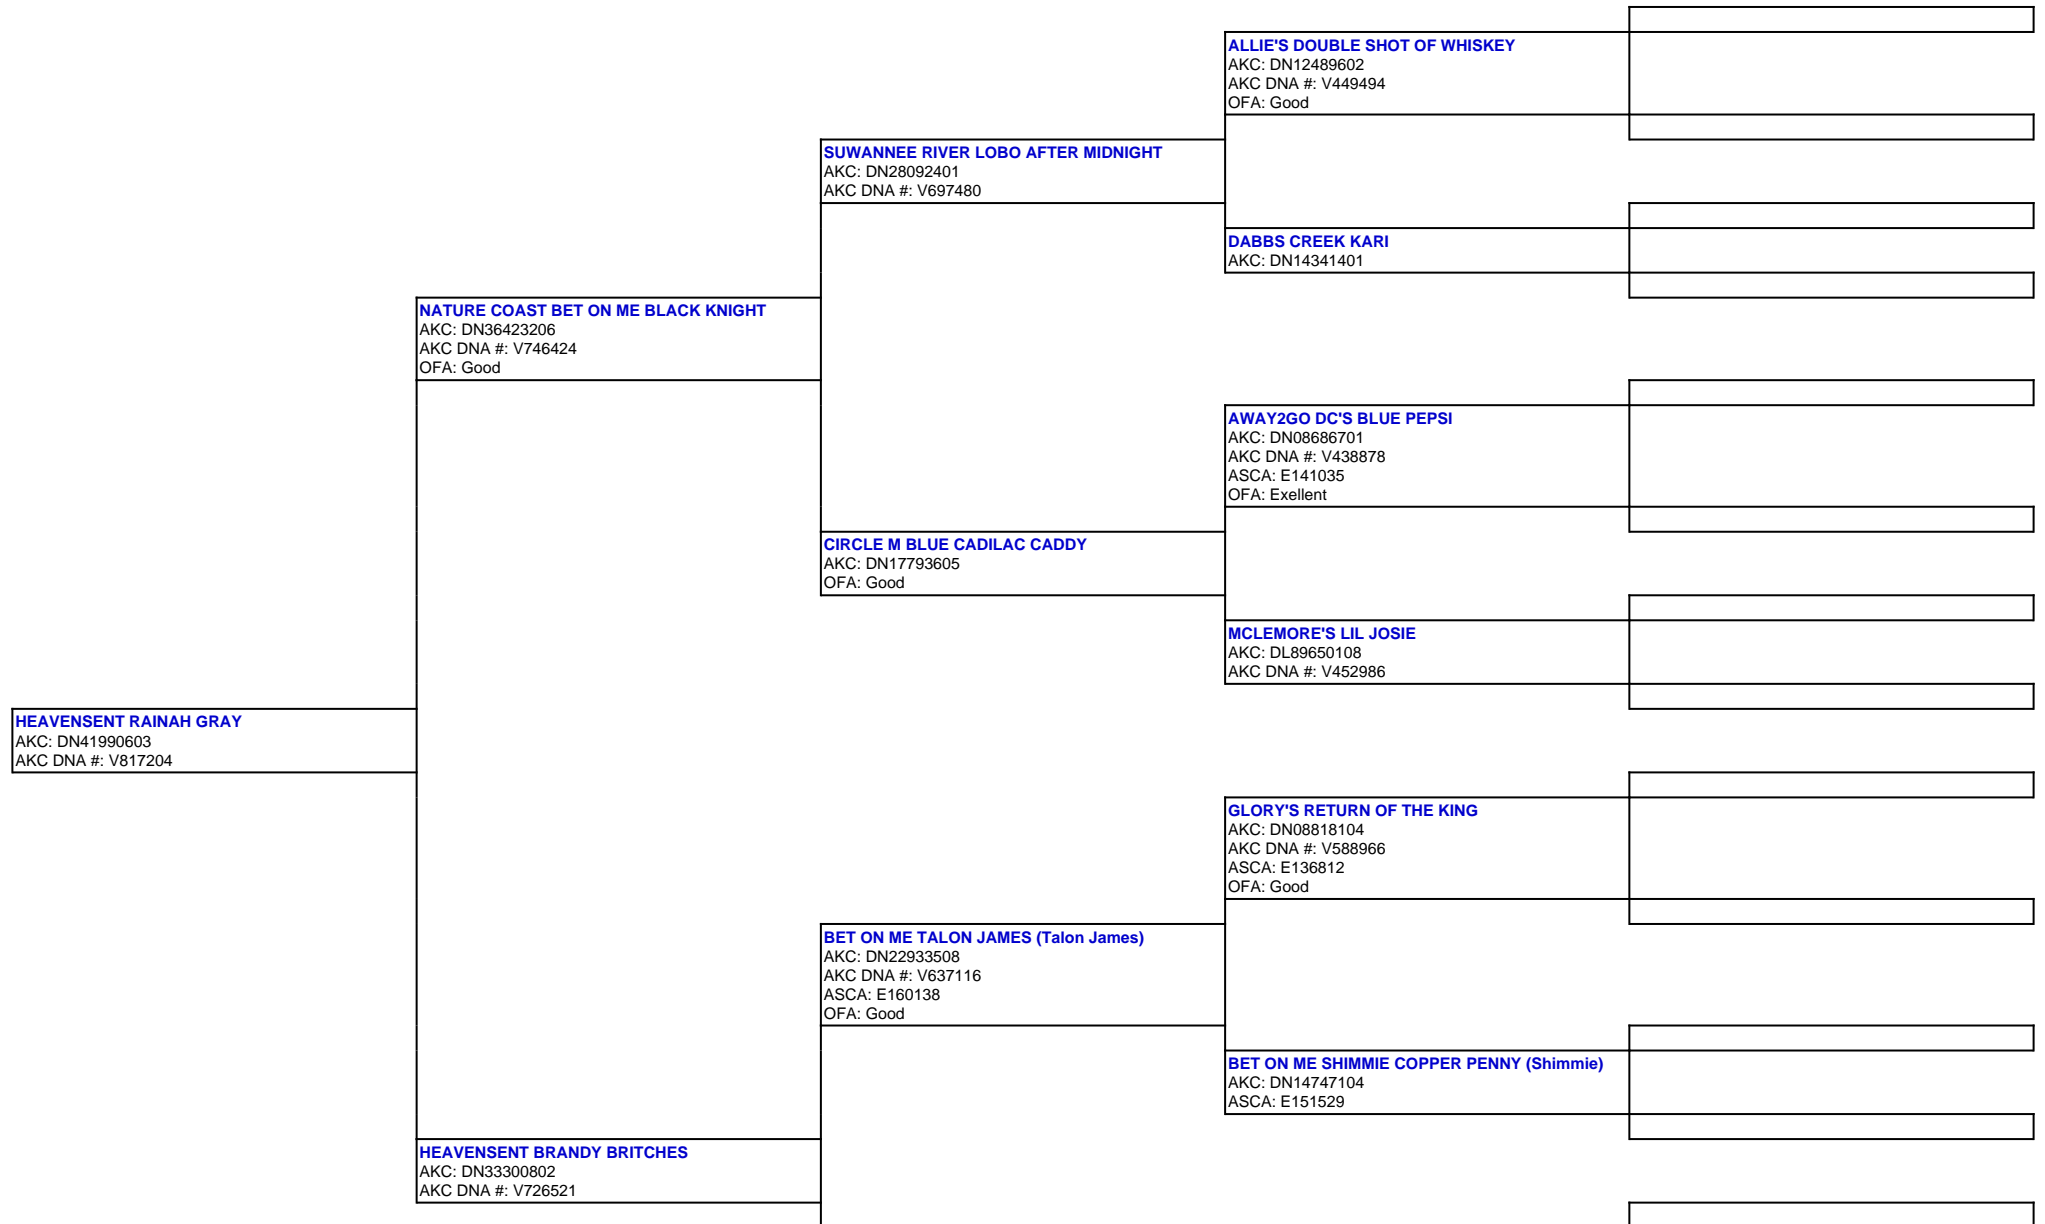 ALLIE'S DOUBLE SHOT OF WHISKEY
AKC: DN12489602
AKC DNA #: V449494
OFA: Good
SUWANNEE RIVER LOBO AFTER MIDNIGHT
AKC: DN28092401
AKC DNA #: V697480
DABBS CREEK KARI
AKC: DN14341401
NATURE COAST BET ON ME BLACK KNIGHT
AKC: DN36423206
AKC DNA #: V746424
OFA: Good
AWAY2GO DC'S BLUE PEPSI
AKC: DN08686701
AKC DNA #: V438878
ASCA: E141035
OFA: Exellent
CIRCLE M BLUE CADILAC CADDY
AKC: DN17793605
OFA: Good
MCLEMORE'S LIL JOSIE
AKC: DL89650108
AKC DNA #: V452986
HEAVENSENT RAINAH GRAY
AKC: DN41990603
AKC DNA #: V817204
GLORY'S RETURN OF THE KING
AKC: DN08818104
AKC DNA #: V588966
ASCA: E136812
OFA: Good
BET ON ME TALON JAMES (Talon James)
AKC: DN22933508
AKC DNA #: V637116
ASCA: E160138
OFA: Good
BET ON ME SHIMMIE COPPER PENNY (Shimmie)
AKC: DN14747104
ASCA: E151529
HEAVENSENT BRANDY BRITCHES
AKC: DN33300802
AKC DNA #: V726521